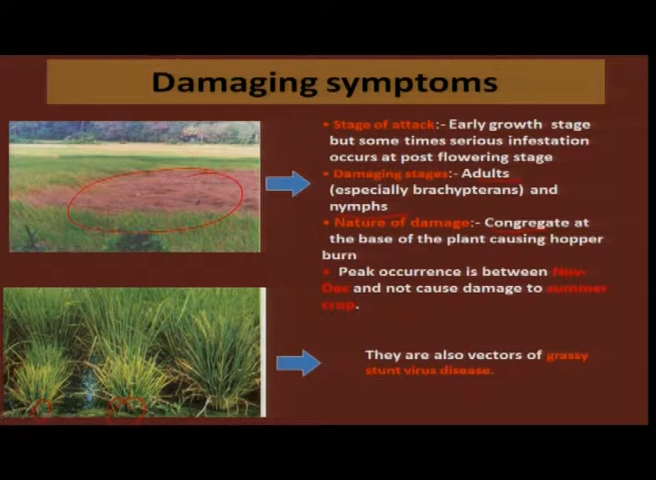 Damaging symptoms
• Stage of attack:- Early growth stage
but some times serious infestation
occurs at post flowering stage
• Damaging stages:- Adults
(especially brachypterans) and
nymphs
• Nature of damage:- Congregate at
the base of the plant causing hopper
burn
• Peak occurrence is between Nov-
Dec and not cause damage to summer
crop.
They are also vectors of grassy
stunt virus disease.